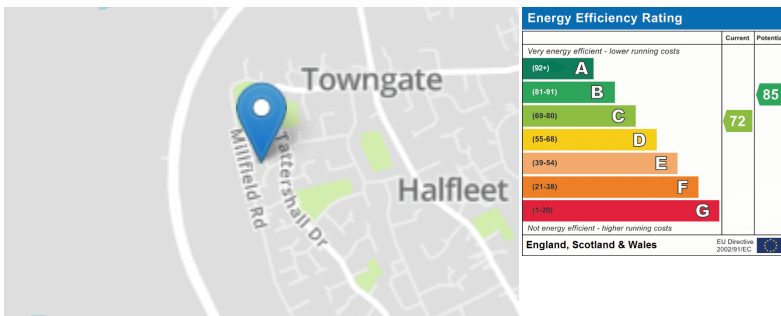 Towngate
Millfield Rd
Tattershall Dr
Halfleet
Energy Efficiency Rating
Current Potentia
Very energy efficient - lower running costs
(92+) A
(81-91) B
85
(69-80) C
72
(55-68) D
(39-54) E
(21-38) F
(1-20) G
Not energy efficient - higher running costs
England, Scotland & Wales
EU Directive
2002/91/EC